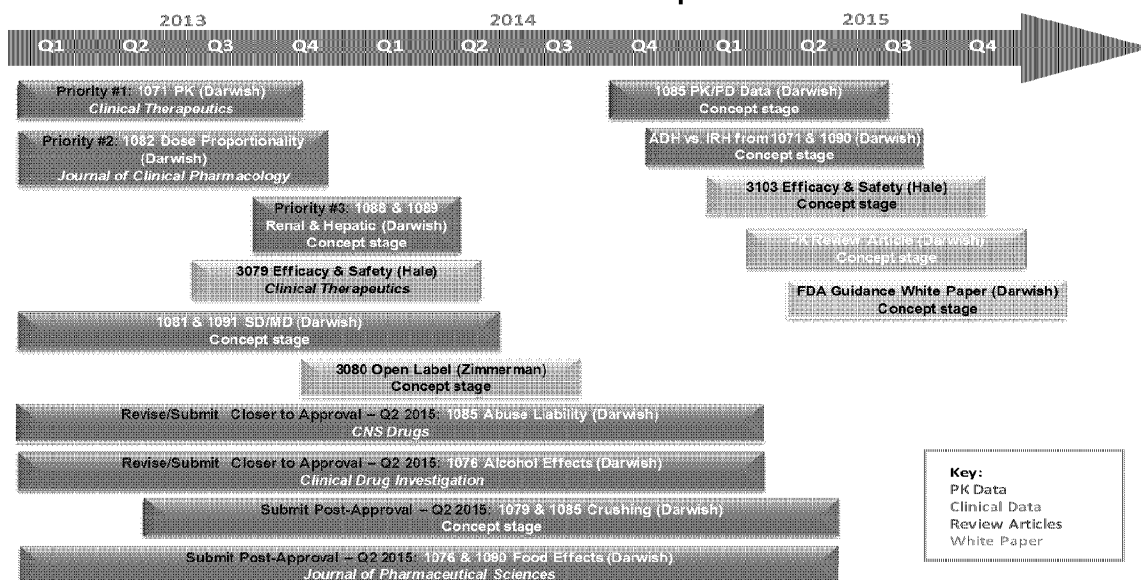 2013
2014
2015
Q1 Q2 Q3 Q4 Q1 Q2 Q3 Q4 Q1 Q2 Q3 Q4
Priority #1: 1071 PK (Darwish)
Clinical Therapeutics
Priority #2: 1082 Dose Proportionality
(Darwish)
Journal of Clinical Pharmacology
Priority #3: 1088 & 1089
Renal & Hepatic (Darwish)
Concept stage
3079 Efficacy & Safety (Hale)
Clinical Therapeutics
1081 & 1091 SD/MD (Darwish)
Concept stage
3080 Open Label (Zimmerman)
Concept stage
Revise/Submit Closer to Approval – Q2 2015: 1085 Abuse Liability (Darwish)
CNS Drugs
Revise/Submit Closer to Approval – Q2 2015: 1076 Alcohol Effects (Darwish)
Clinical Drug Investigation
Submit Post-Approval – Q2 2015: 1079 & 1085 Crushing (Darwish)
Concept stage
Submit Post-Approval – Q2 2015: 1076 & 1090 Food Effects (Darwish)
Journal of Pharmaceutical Sciences
1085 PK/PD Data (Darwish)
Concept stage
ADH vs. IRH from 1071 & 1090 (Darwish)
Concept stage
3103 Efficacy & Safety (Hale)
Concept stage
PK Review Article (Darwish)
Concept stage
FDA Guidance White Paper (Darwish)
Concept stage
Key:
PK Data
Clinical Data
Review Articles
White Paper